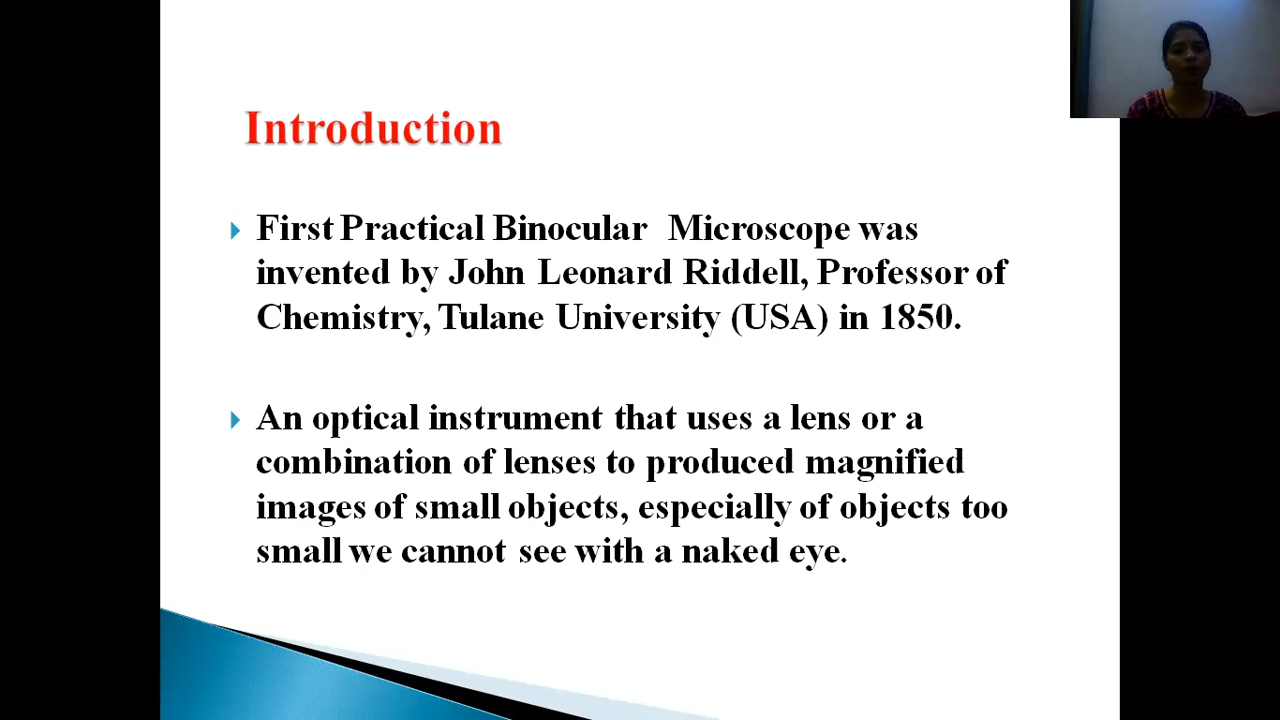 Introduction
First Practical Binocular Microscope was
invented by John Leonard Riddell, Professor of
Chemistry, Tulane University (USA) in 1850.
An optical instrument that uses a lens or a
combination of lenses to produced magnified
images of small objects, especially of objects too
small we cannot see with a naked eye.